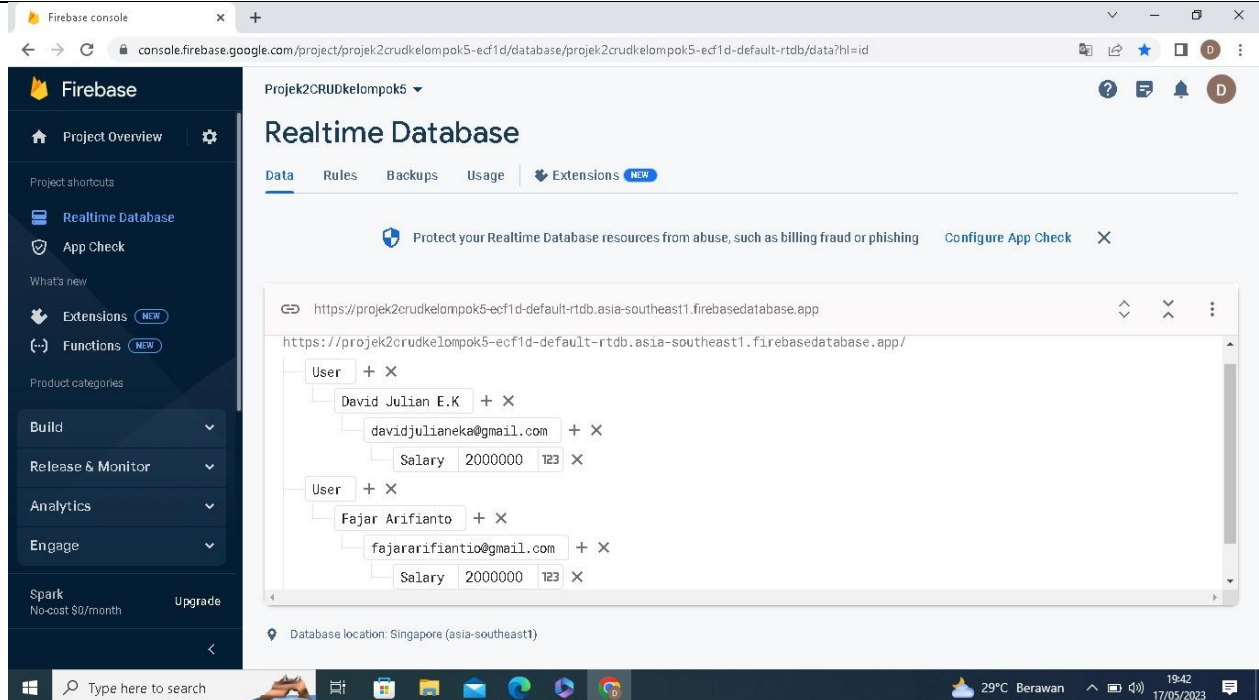 Firebase console
console.firebase.google.com/project/projek2crudkelompok5-ecf1d/database/projek2crudkelompok5-ecf1d-default-rtdb/data?hl=id
D
Firebase
Projek2CRUDkelompok5
D
Project Overview
Realtime Database
Data Rules Backups Usage Extensions NEW
Project shortcuts
Realtime Database
App Check
Protect your Realtime Database resources from abuse, such as billing fraud or phishing Configure App Check
What's new
Extensions NEW
Functions NEW
Product categories
Build
Release & Monitor
Analytics
Engage
Spark
No-cost $0/month
Upgrade
https://projek2crudkelompok5-ecf1d-default-rtdb.asia-southeast1.firebasedatabase.app
https://projek2crudkelompok5-ecf1d-default-rtdb.asia-southeast1.firebasedatabase.app/
User
David Julian E.K
davidjulianeka@gmail.com
Salary 2000000 123
User
Fajar Arifianto
fajararifiantio@gmail.com
Salary 2000000 123
Database location: Singapore (asia-southeast1)
Type here to search
29°C Berawan
19:42
17/05/2023